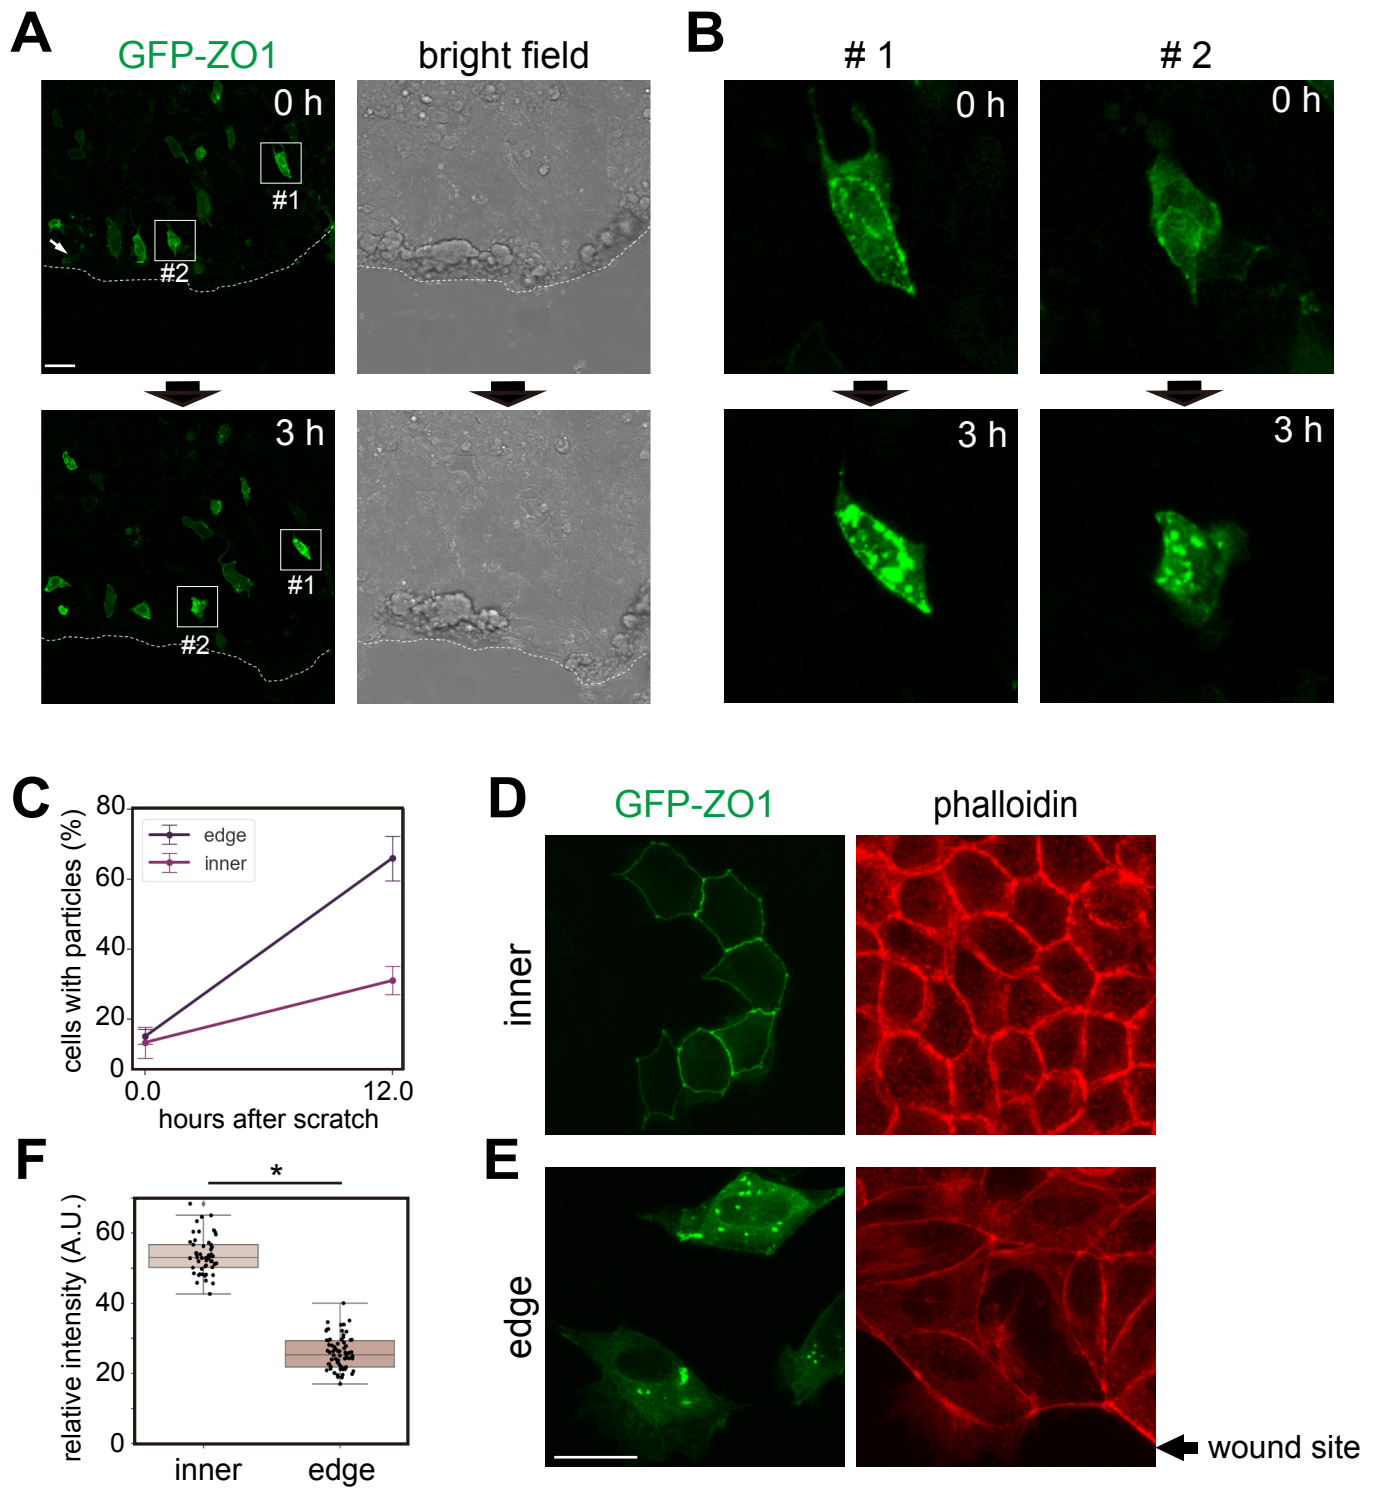 A
GFP-ZO1
bright field
0 h
#1
#2
3 h
#1
#2
B
# 1
# 2
0 h
0 h
3 h
3 h
C
cells with particles (%)
80
60
40
20
0
edge
inner
0.0
12.0
hours after scratch
D
GFP-ZO1
phalloidin
inner
F
*
relative intensity (A.U.)
60
40
20
0
inner
edge
E
edge
wound site